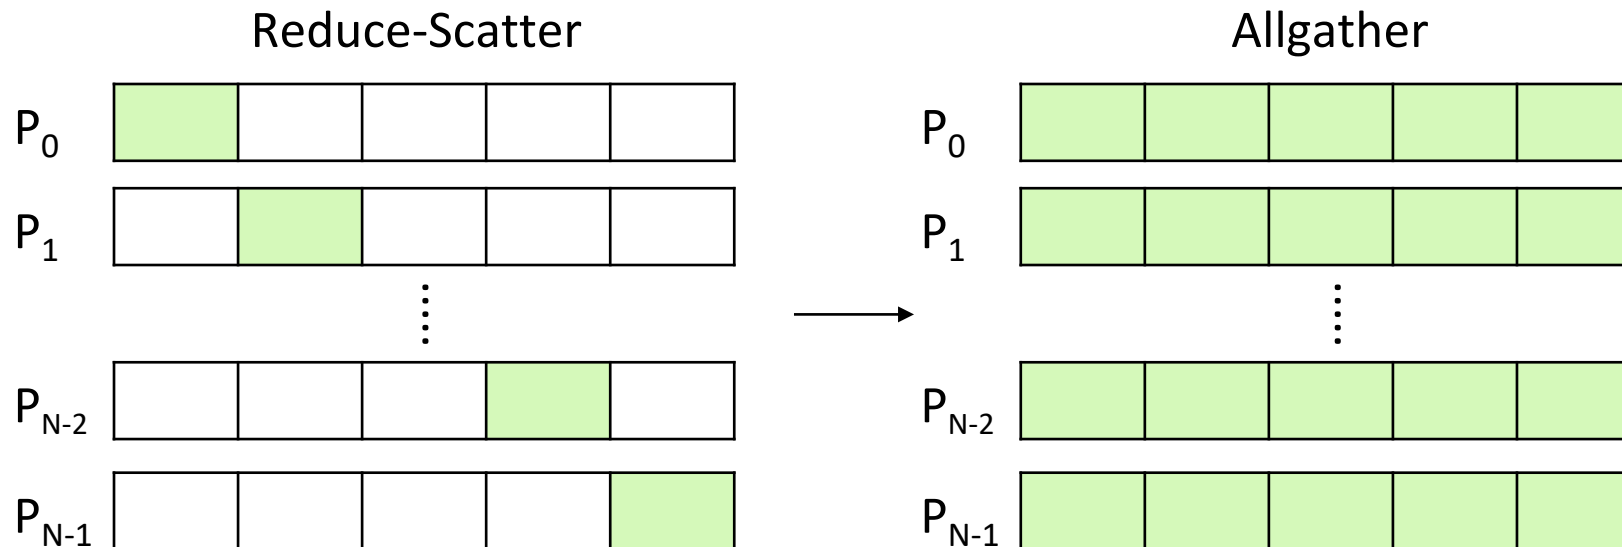 Reduce-Scatter
Allgather
P0
P0
P1
P1
PN-2
PN-2
PN-1
PN-1